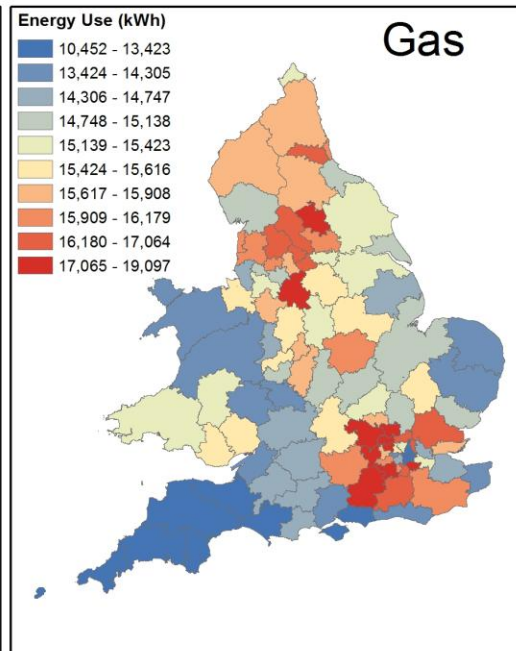 Energy Use (kWh)
Gas
10,452 - 13,423
13,424 - 14,305
14,306 - 14,747
14,748 - 15,138
15,139 - 15,423
15,424 - 15,616
15,617 - 15,908
15,909 - 16,179
16,180 - 17,064
17,065 - 19,097